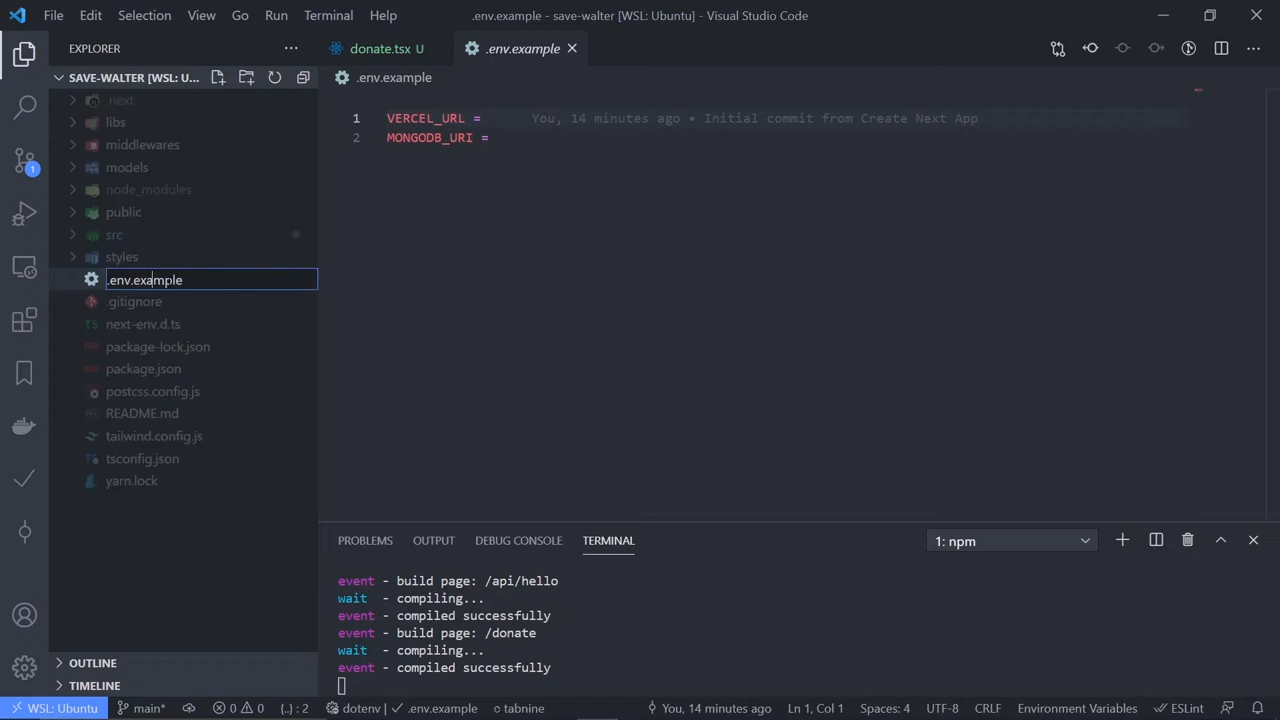 File Edit Selection View Go Run Terminal Help
.env.example - save-walter [WSL: Ubuntu] - Visual Studio Code
EXPLORER
SAVE-WALTER [WSL: U...
.next
libs
middlewares
models
node_modules
public
src
styles
.env.example
.gitignore
next-env.d.ts
package-lock.json
package.json
postcss.config.js
README.md
tailwind.config.js
tsconfig.json
yarn.lock
OUTLINE
TIMELINE
1
donate.tsx U
.env.example
.env.example
1 VERCEL_URL = You, 14 minutes ago • Initial commit from Create Next App
2 MONGODB_URI =
PROBLEMS OUTPUT DEBUG CONSOLE TERMINAL
1: npm
event - build page: /api/hello
wait - compiling...
event - compiled successfully
event - build page: /donate
wait - compiling...
event - compiled successfully
WSL: Ubuntu main* 0 0 {..} : 2 dotenv | .env.example tabnine You, 14 minutes ago Ln 1, Col 1 Spaces: 4 UTF-8 CRLF Environment Variables ESLint